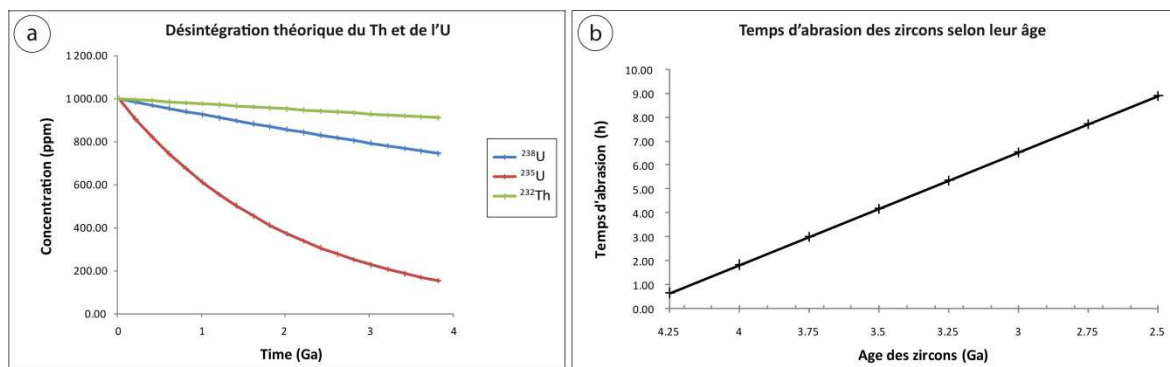 a
Désintégration théorique du Th et de l'U
1200.00
1000.00
800.00
600.00
400.00
200.00
0.00
Concentration (ppm)
0 1 2 3 4
Time (Ga)
²³⁸U
²³⁵U
²³²Th
b
Temps d'abrasion des zircons selon leur âge
10.00
9.00
8.00
7.00
6.00
5.00
4.00
3.00
2.00
1.00
0.00
Temps d'abrasion (h)
4.25 4 3.75 3.5 3.25 3 2.75 2.5
Age des zircons (Ga)